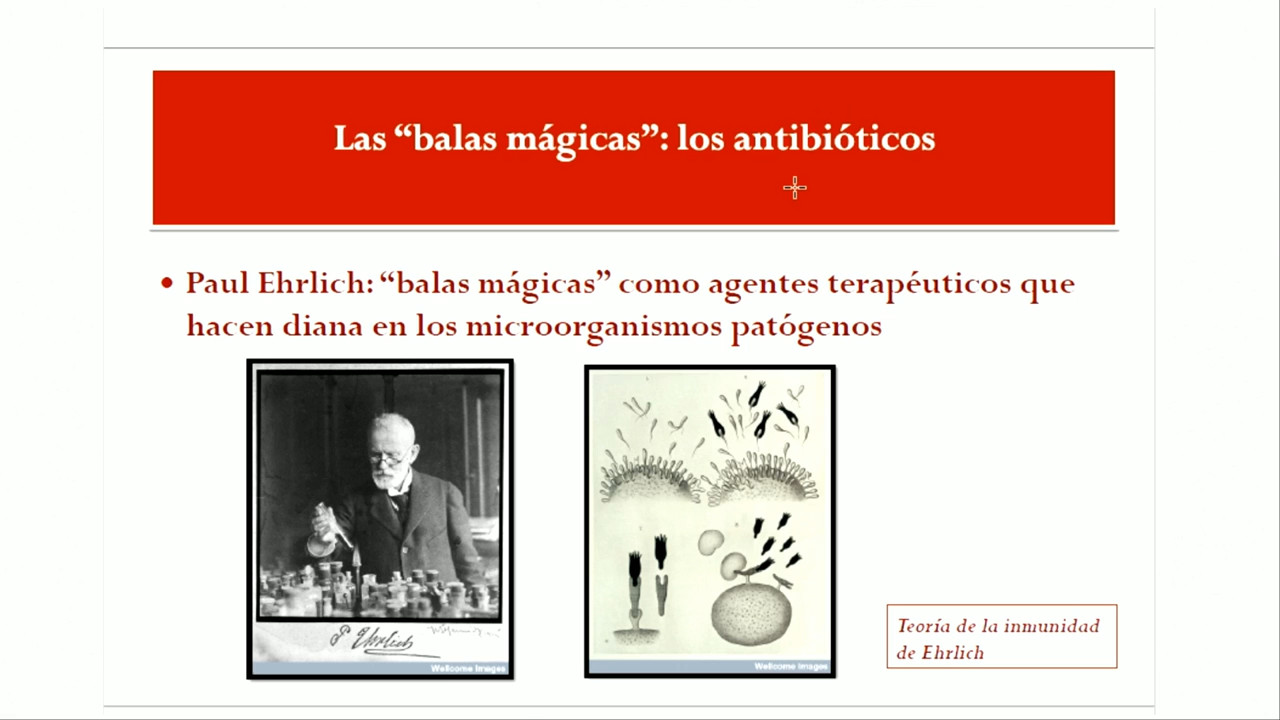 Las “balas mágicas”: los antibióticos
• Paul Ehrlich: “balas mágicas” como agentes terapéuticos que
hacen diana en los microorganismos patógenos
P. Ehrlich
Wellcome Images
Wellcome Images
Teoría de la inmunidad
de Ehrlich